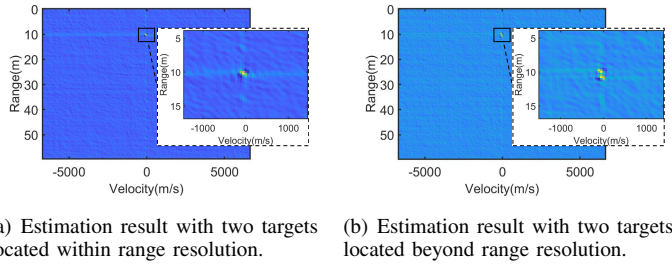 0
10
20
30
40
50
Range(m)
-5000
0
5000
Velocity(m/s)
5
10
15
Range(m)
-1000
0
1000
Velocity(m/s)
0
10
20
30
40
50
Range(m)
-5000
0
5000
Velocity(m/s)
5
10
15
Range(m)
-1000
0
1000
Velocity(m/s)
a) Estimation result with two targets
ocated within range resolution.
(b) Estimation result with two targets
located beyond range resolution.